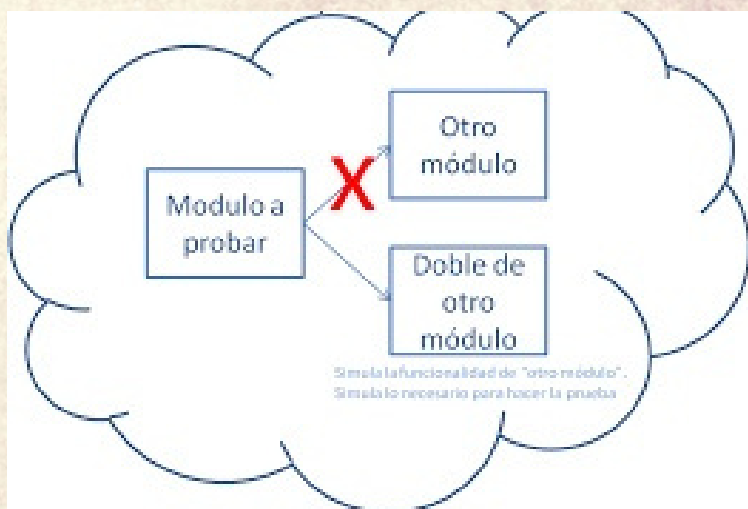 Otro
módulo
X
Modulo a
probar
Doble de
otro
módulo
Simula la funcionalidad de "otro módulo".
Simula lo necesario para hacer la prueba